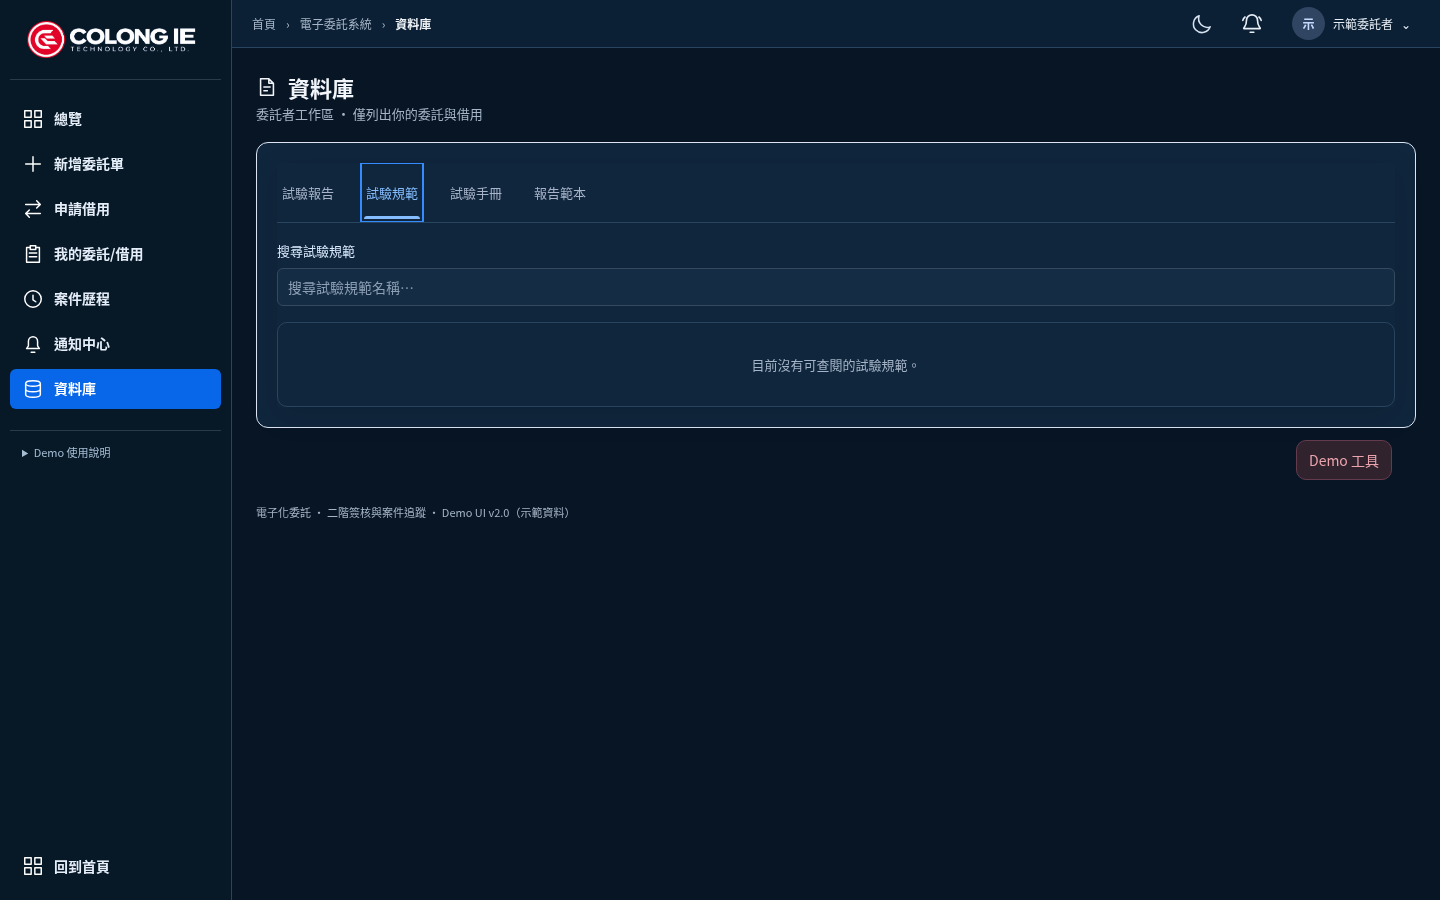 COLONG IE
TECHNOLOGY CO., LTD.
總覽
新增委託單
申請借用
我的委託/借用
案件歷程
通知中心
資料庫
Demo 使用說明
回到首頁
首頁 › 電子委託系統 › 資料庫
示 示範委託者
資料庫
委託者工作區 • 僅列出你的委託與借用
試驗報告 試驗規範 試驗手冊 報告範本
搜尋試驗規範
搜尋試驗規範名稱…
目前沒有可查閱的試驗規範。
Demo 工具
電子化委託 • 二階簽核與案件追蹤 • Demo UI v2.0（示範資料）